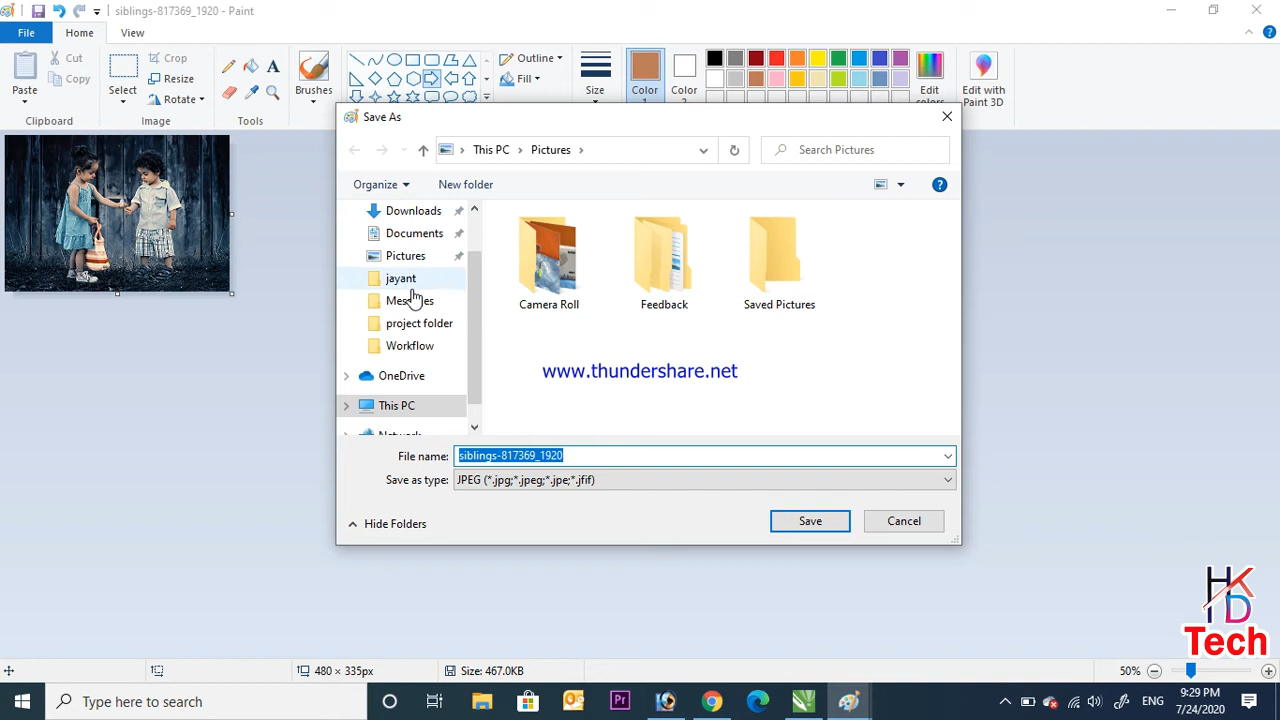 siblings-817369_1920 - Paint
File
Home
View
Paste
Cut
Copy
Clipboard
Select
Crop
Resize
Rotate
Image
A
Tools
Brushes
Outline
Fill
Size
Color
1
Color
2
Edit
colors
Edit with
Paint 3D
Save As
This PC
Pictures
Search Pictures
Organize
New folder
Downloads
Documents
Pictures
jayant
project folder
Workflow
OneDrive
This PC
Network
Camera Roll
Feedback
Saved Pictures
www.thundershare.net
File name:
siblings-817369_1920
Save as type:
JPEG (*.jpg;*.jpeg;*.jpe;*.jfif)
Hide Folders
Save
Cancel
HKD
Tech
480 × 335px
Size: 467.0KB
50%
Type here to search
Pr
ENG
9:29 PM
7/24/2020